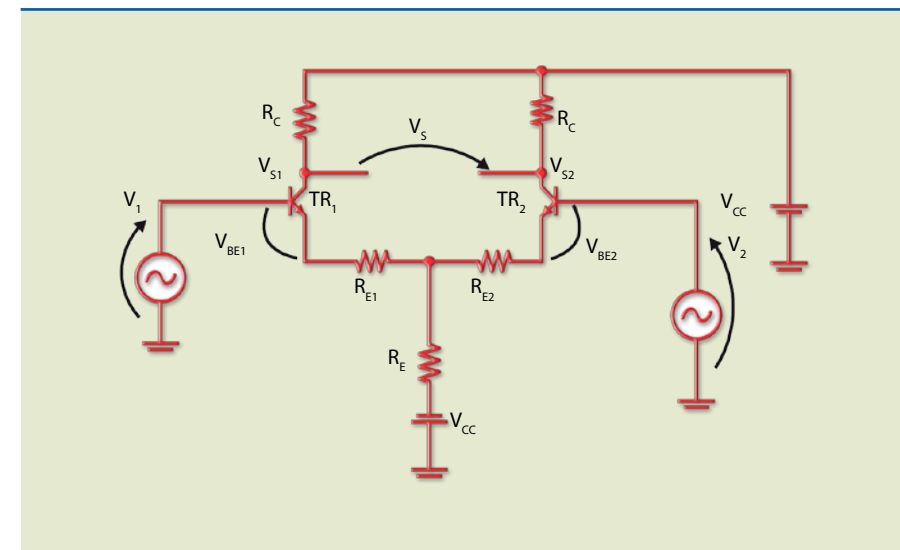 R_C
R_C
V_S
V_S1
V_S2
V_1
TR_1
TR_2
V_CC
V_BE1
V_BE2
V_2
R_E1
R_E2
R_E
V_CC